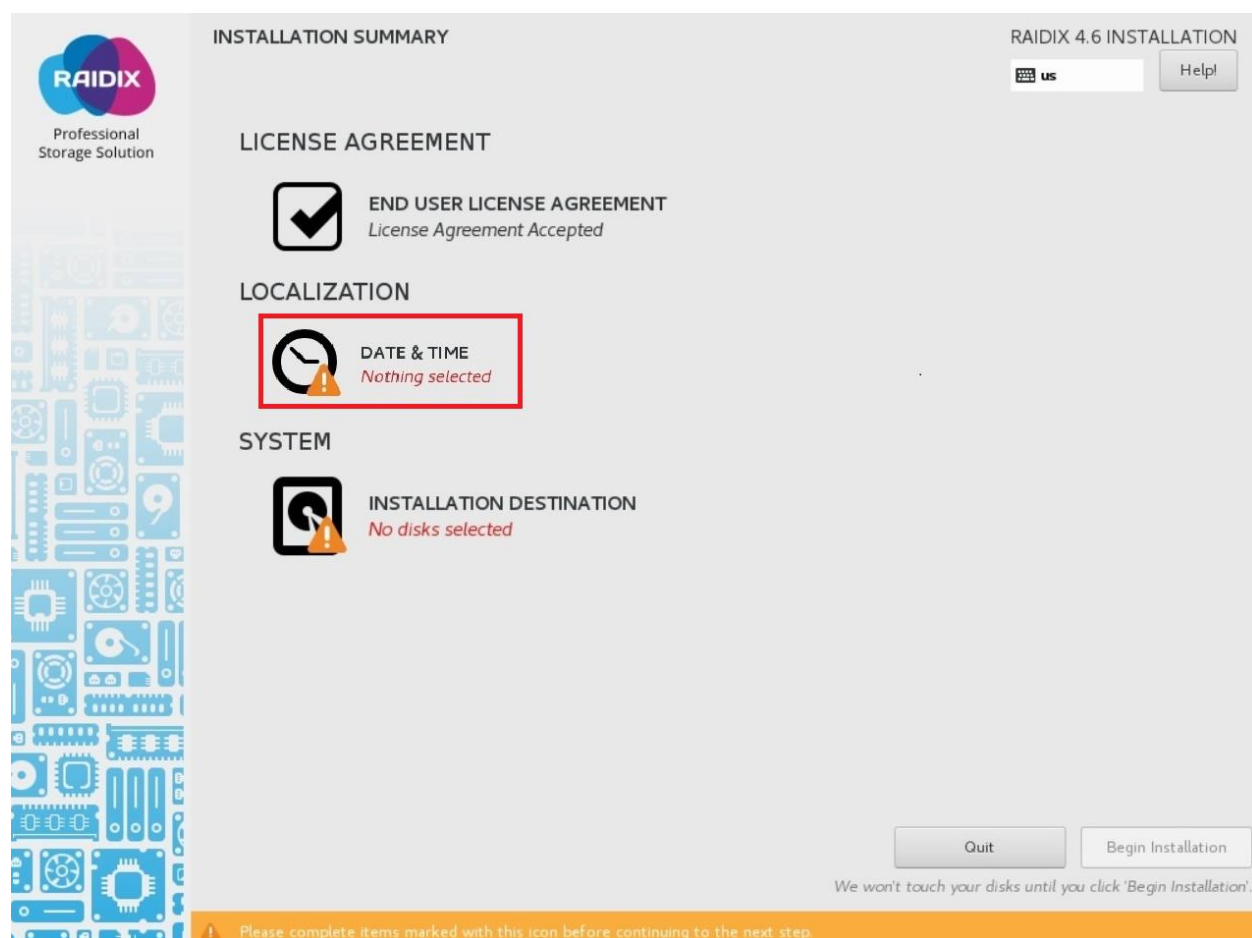 RAIDIX
Professional
Storage Solution
INSTALLATION SUMMARY
RAIDIX 4.6 INSTALLATION
us
Help!
LICENSE AGREEMENT
END USER LICENSE AGREEMENT
License Agreement Accepted
LOCALIZATION
DATE & TIME
Nothing selected
SYSTEM
INSTALLATION DESTINATION
No disks selected
Quit
Begin Installation
We won't touch your disks until you click 'Begin Installation'.
Please complete items marked with this icon before continuing to the next step.